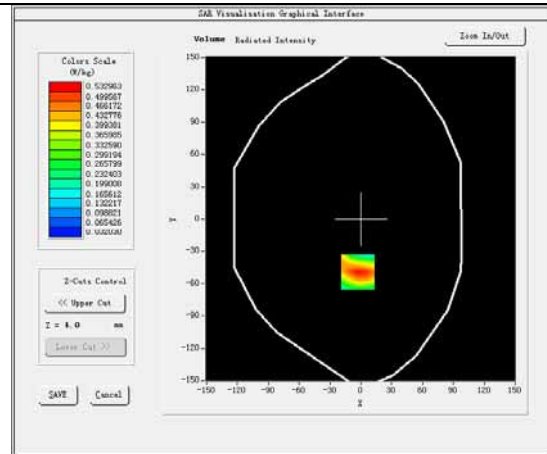 SAR Visualisation Graphical Interface
Volume Radiated Intensity
Zoom In/Out
Colors Scale
(W/kg)
0.532963
0.499567
0.466172
0.432776
0.399381
0.365985
0.332590
0.299194
0.265799
0.232403
0.199008
0.165612
0.132217
0.098821
0.065426
0.032030
Z-Cuts Control
<< Upper Cut
Z = 4.0 mm
Lower Cut >>
SAVE Cancel
150
120
90
60
30
0
-30
-60
-90
-120
-150
Y
-150 -120 -90 -60 -30 0 30 60 90 120 150
X